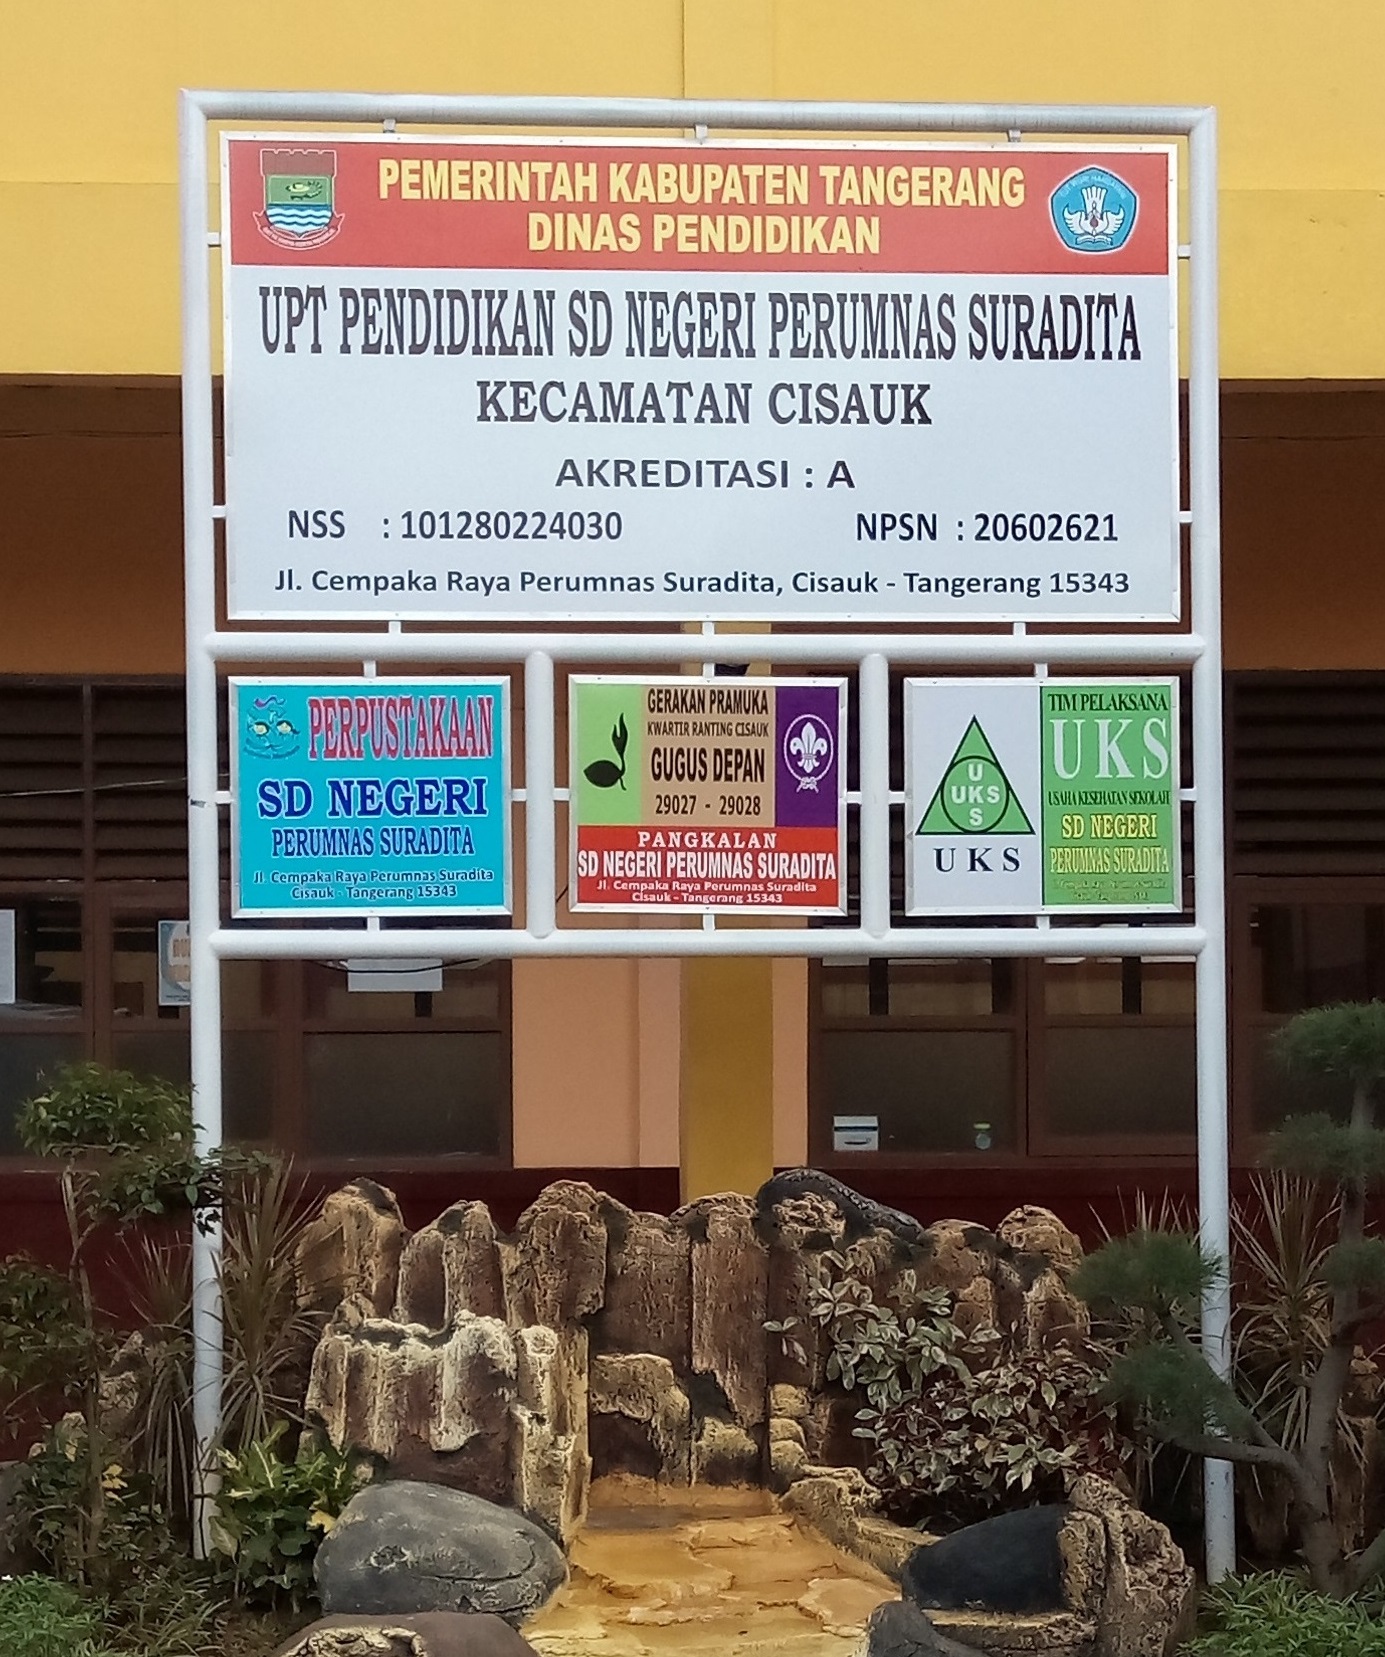 PEMERINTAH KABUPATEN TANGERANG
DINAS PENDIDIKAN
UPT PENDIDIKAN SD NEGERI PERUMNAS SURADITA
KECAMATAN CISAUK
AKREDITASI : A
NSS : 101280224030 NPSN : 20602621
Jl. Cempaka Raya Perumnas Suradita, Cisauk - Tangerang 15343
PERPUSTAKAAN
SD NEGERI
PERUMNAS SURADITA
Jl. Cempaka Raya Perumnas Suradita
Cisauk - Tangerang 15343
GERAKAN PRAMUKA
KWARTIR RANTING CISAUK
GUGUS DEPAN
29027 - 29028
PANGKALAN
SD NEGERI PERUMNAS SURADITA
Jl. Cempaka Raya Perumnas Suradita
Cisauk - Tangerang 15343
U
UKS
S
UKS
TIM PELAKSANA
UKS
USAHA KESEHATAN SEKOLAH
SD NEGERI
PERUMNAS SURADITA